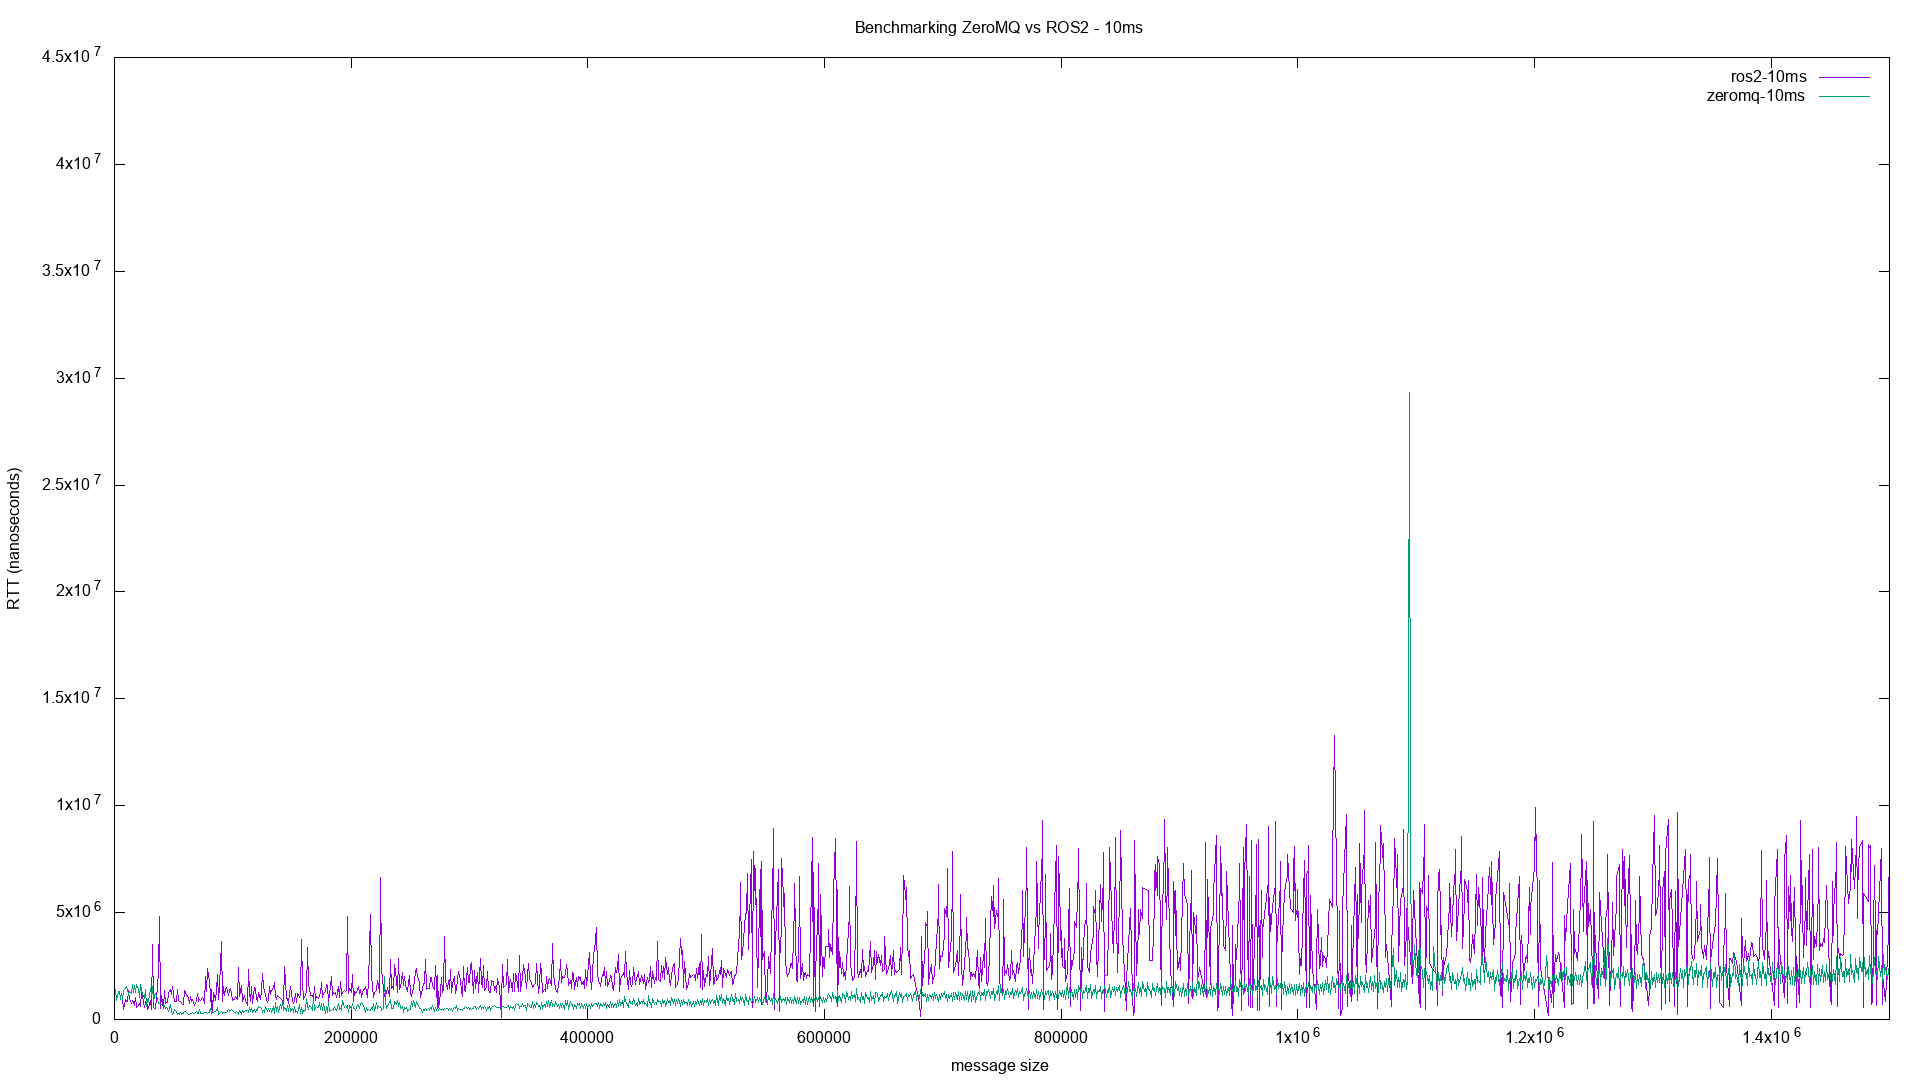 Benchmarking ZeroMQ vs ROS2 - 10ms
ros2-10ms
zeromq-10ms
4.5x10 7
4x10 7
3.5x10 7
3x10 7
2.5x10 7
2x10 7
1.5x10 7
1x10 7
5x10 6
0
RTT (nanoseconds)
0 200000 400000 600000 800000 1x10 6 1.2x10 6 1.4x10 6
message size